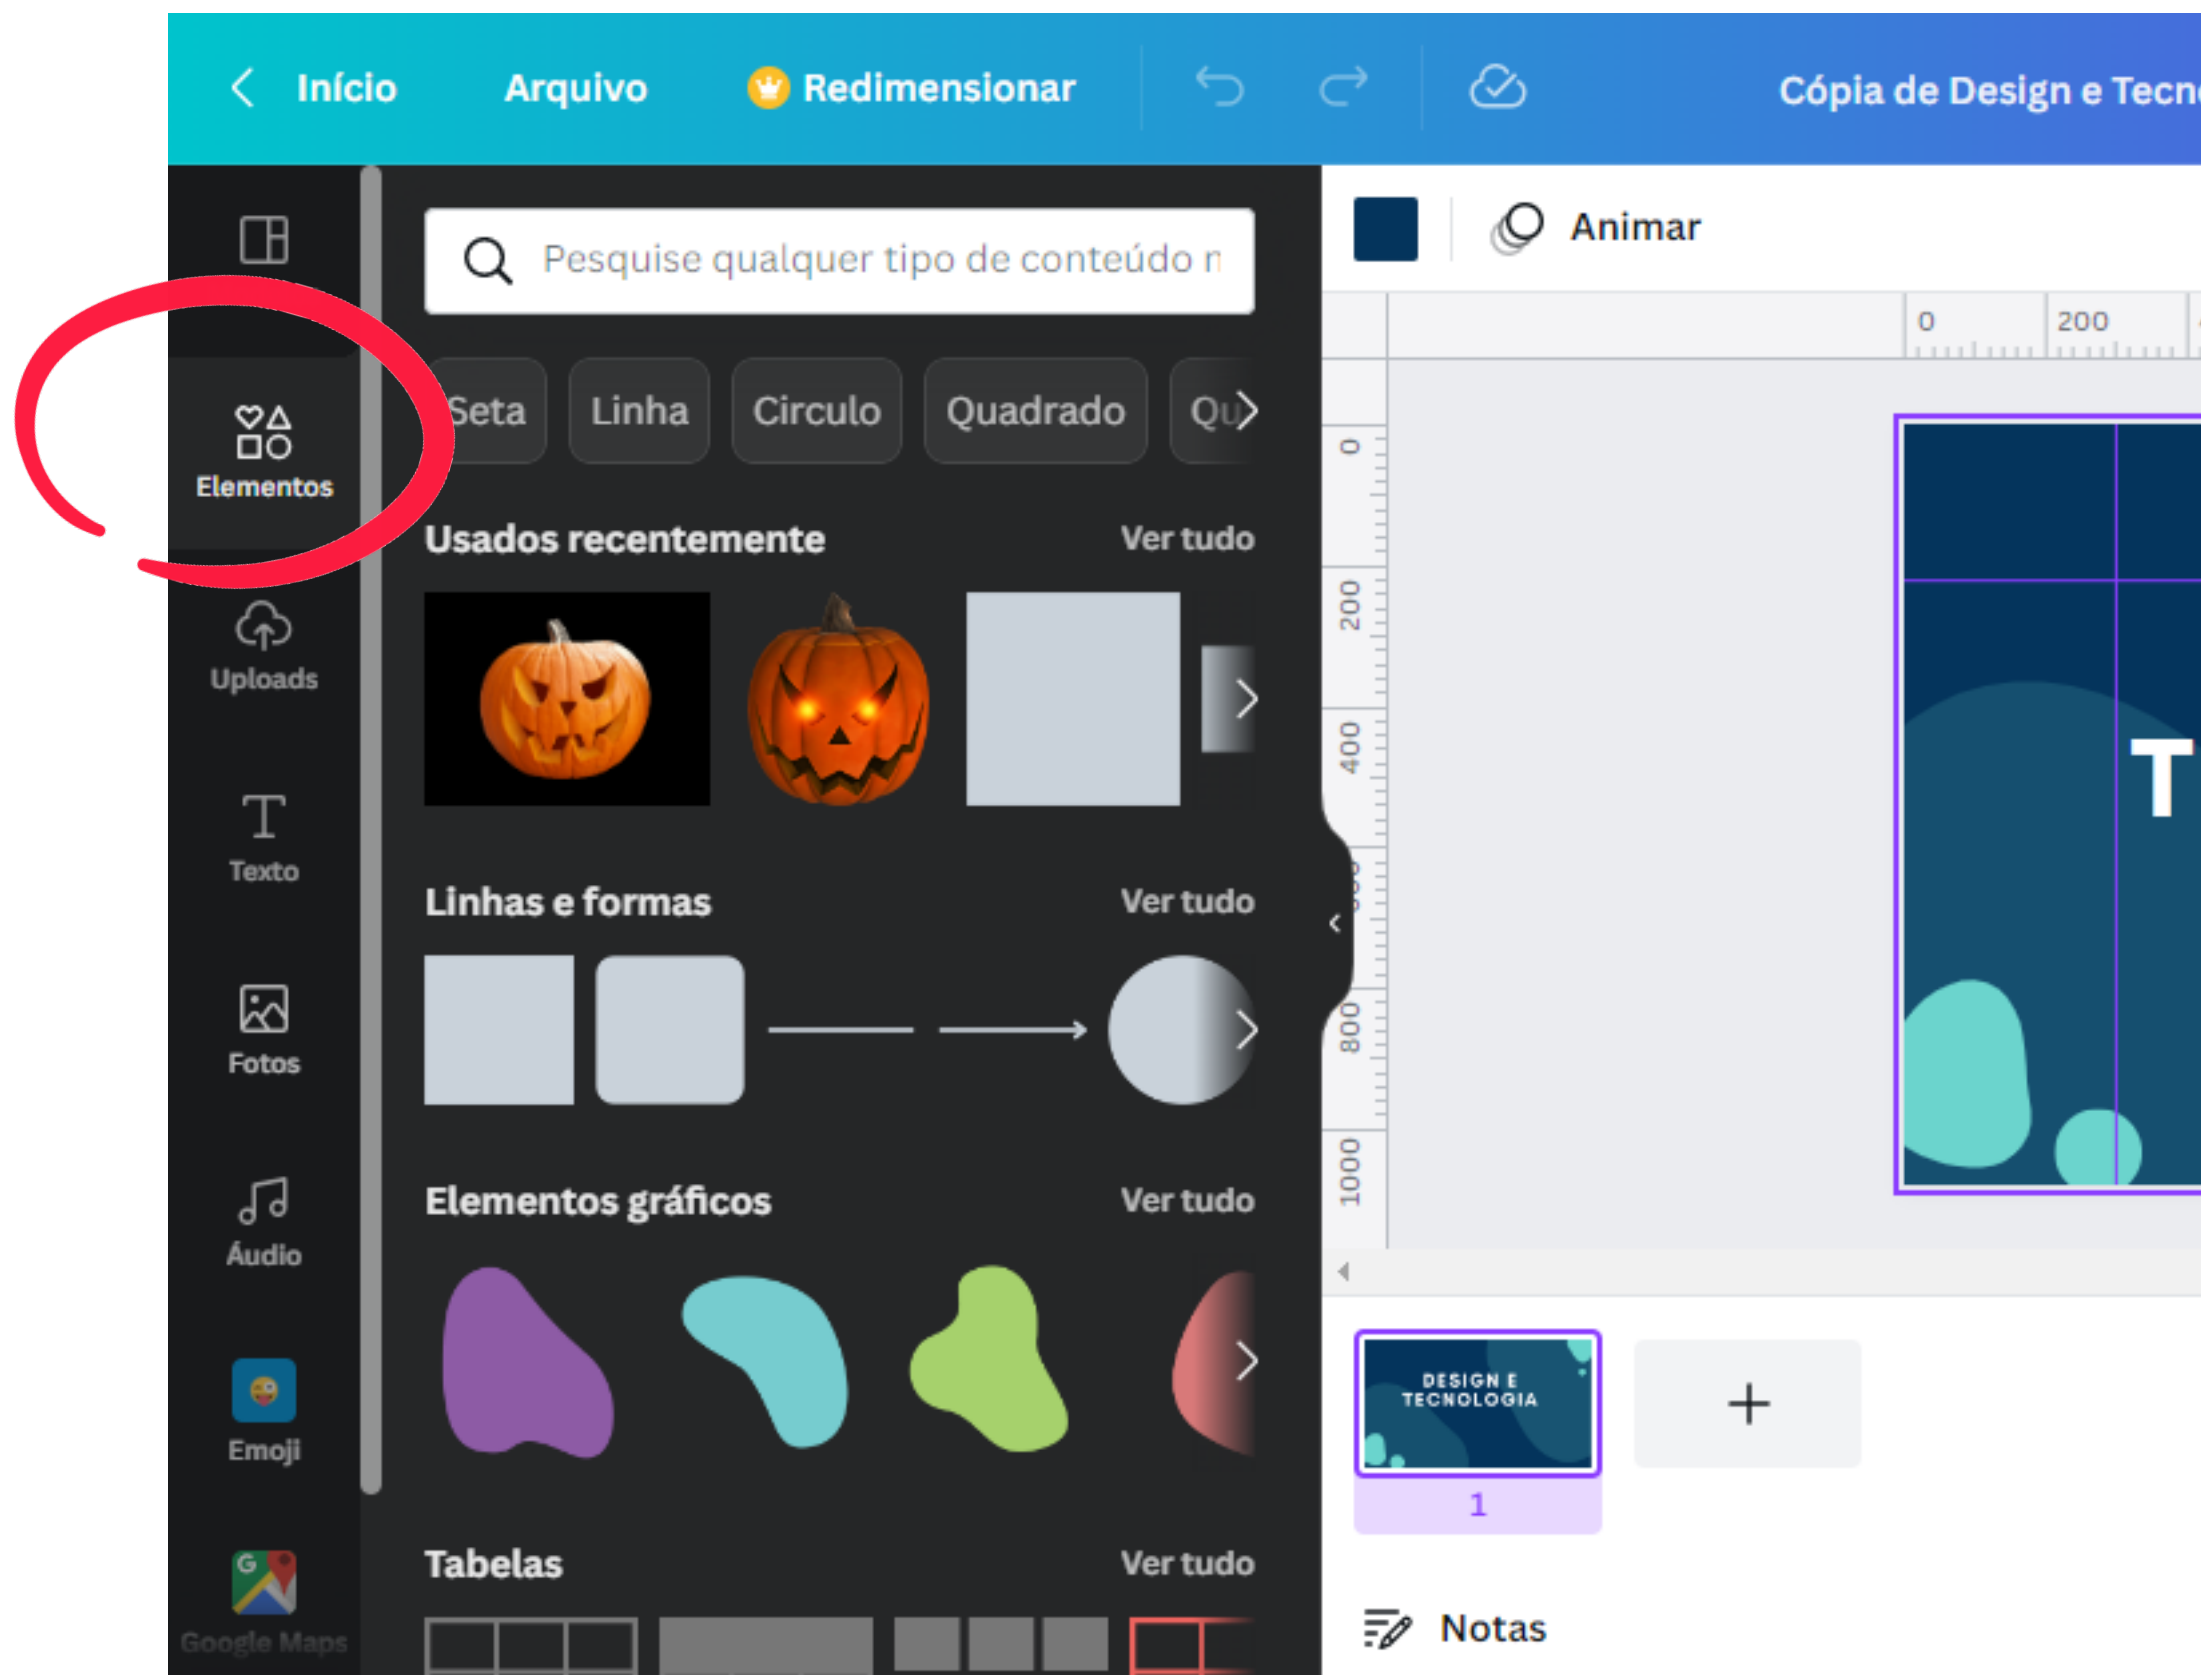 Início
Arquivo
Redimensionar
Cópia de Design e
Animar
Pesquise qualquer tipo de conteúdo
Seta
Linha
Circulo
Quadrado
Elementos
Usados recentemente
Ver tudo
Uploads
Texto
Linhas e formas
Ver tudo
Fotos
Elementos gráficos
Ver tudo
Áudio
Emoji
Tabelas
Ver tudo
Google Maps
0
200
0
200
400
800
1000
T
DESIGN E
TECNOLOGIA
1
Notas